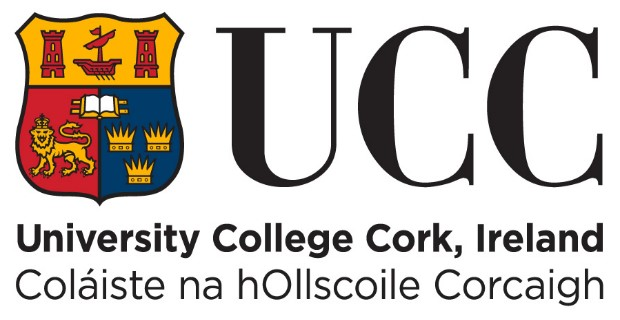 UCC
University College Cork, Ireland
Coláiste na hOllscoile Corcaigh